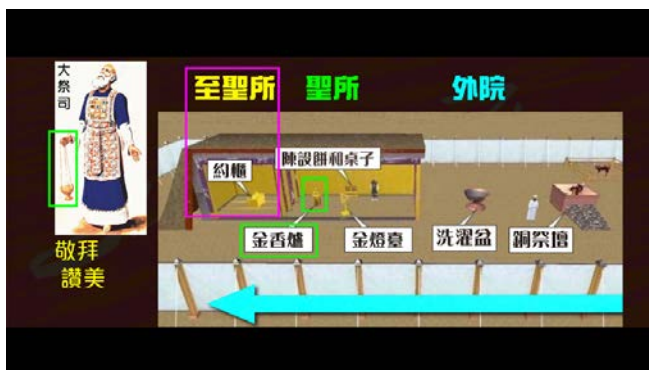 大祭司
至聖所
聖所
外院
約櫃
陳設餅和桌子
金香爐
金燈臺
洗濯盆
銅祭壇
敬拜
讚美